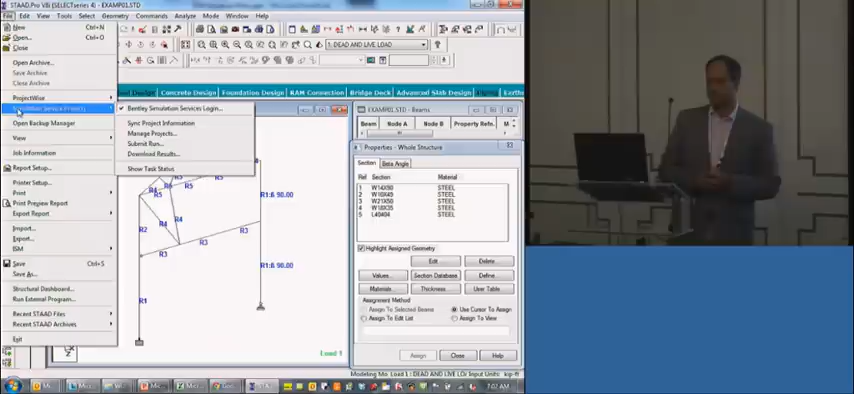 STAAD.Pro V8i (SELECTseries 4) - EXAMP01.STD
File Edit View Tools Select Geometry Commands Analyze Mode Window Help
New Ctrl+N
Open... Ctrl+O
Close
Open Archive...
Save Archive
Close Archive
ProjectWise
Open Backup Manager
View
Job Information
Report Setup...
Printer Setup...
Print
Print Preview Report
Export Report
Import...
Export...
ISM
Save Ctrl+S
Save As...
Structural Dashboard...
Run External Program...
Recent STAAD Files
Recent STAAD Archives
Exit
Bentley Simulation Services Login...
Sync Project Information
Manage Projects...
Submit Run...
Download Results...
Show Task Status
1: DEAD AND LIVE LOAD
Design Concrete Design Foundation Design RAM Connection Bridge Deck Advanced Slab Design Piping Earth
R4
R5 R5
R1:6 90.00
R4
R4
R2
R3
R3
R3
R1:6 90.00
R1
Load 1
EXAMP01.STD - Beams
Beam Node A Node B Property Ref
Properties - Whole Structure
Section Beta Angle
Ref Section Material
1 W14X90 STEEL
2 W10X49 STEEL
3 W21X50 STEEL
4 W18X35 STEEL
5 L40404 STEEL
Highlight Assigned Geometry
Edit Delete...
Values... Section Database Define...
Materials... Thickness... User Table
Assignment Method
Assign To Selected Beams Use Cursor To Assign
Assign To Edit List Assign To View
Assign Close Help
Modeling Mo Load 1 : DEAD AND LIVE LO Input Units: kip-ft
7:02 AM